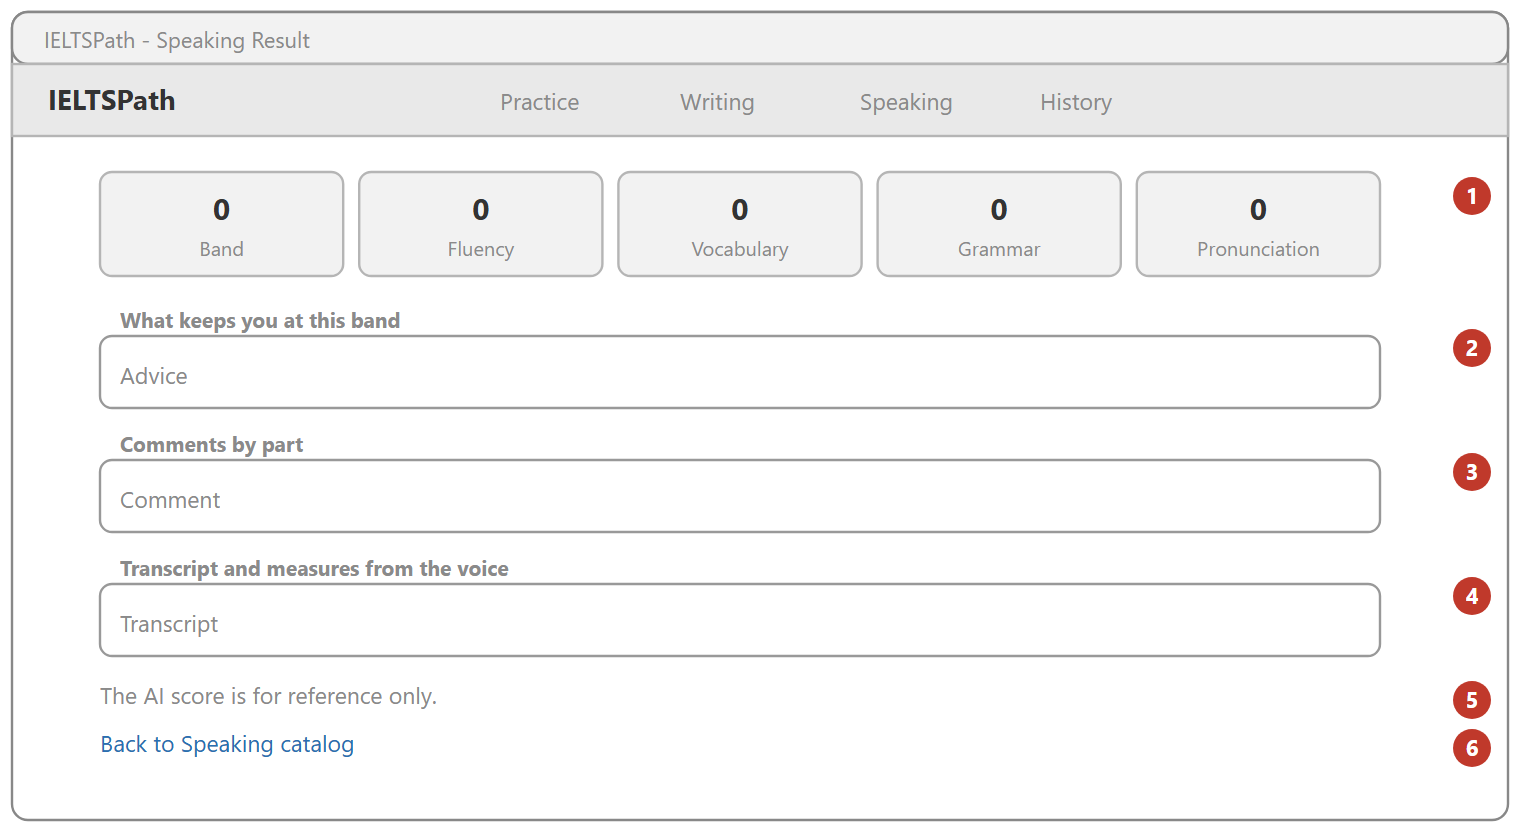 IELTSPath - Speaking Result
IELTSPath Practice Writing Speaking History
0 0 0 0 0 1
Band Fluency Vocabulary Grammar Pronunciation
What keeps you at this band
2
Advice
Comments by part
3
Comment
Transcript and measures from the voice
4
Transcript
The AI score is for reference only. 5
Back to Speaking catalog 6